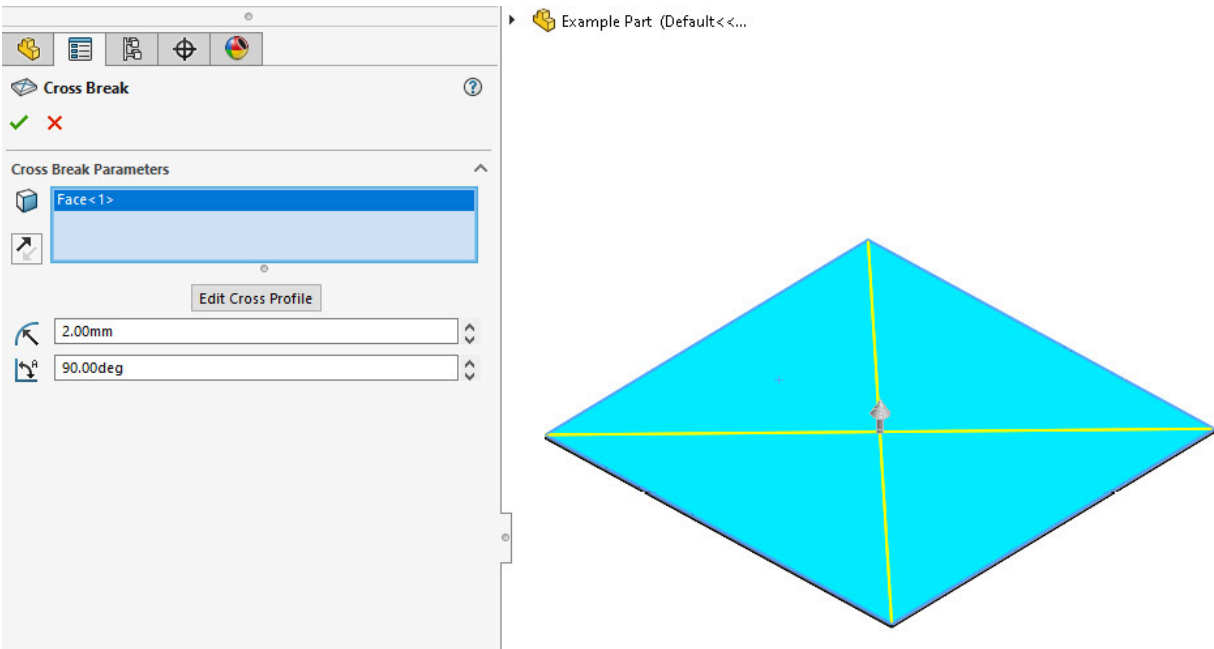 Example Part (Default<<...
Cross Break
Cross Break Parameters
Face<1>
Edit Cross Profile
2.00mm
90.00deg